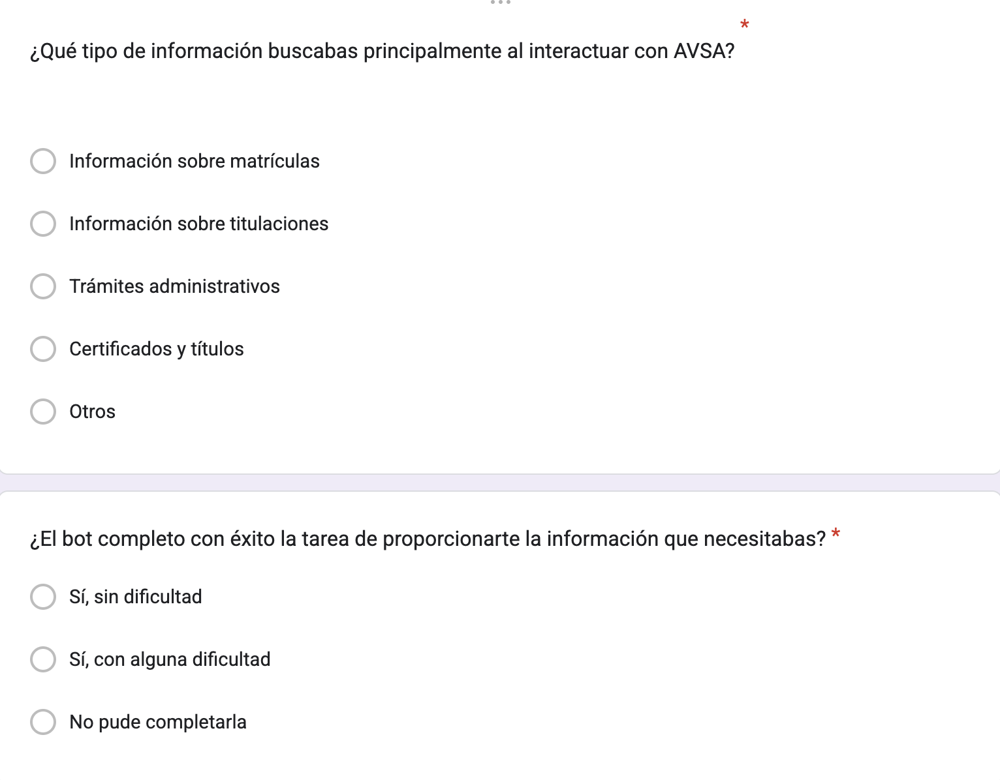 ¿Qué tipo de información buscabas principalmente al interactuar con AVSA? *
Información sobre matrículas
Información sobre titulaciones
Trámites administrativos
Certificados y títulos
Otros
¿El bot completo con éxito la tarea de proporcionarte la información que necesitabas? *
Sí, sin dificultad
Sí, con alguna dificultad
No pude completarla